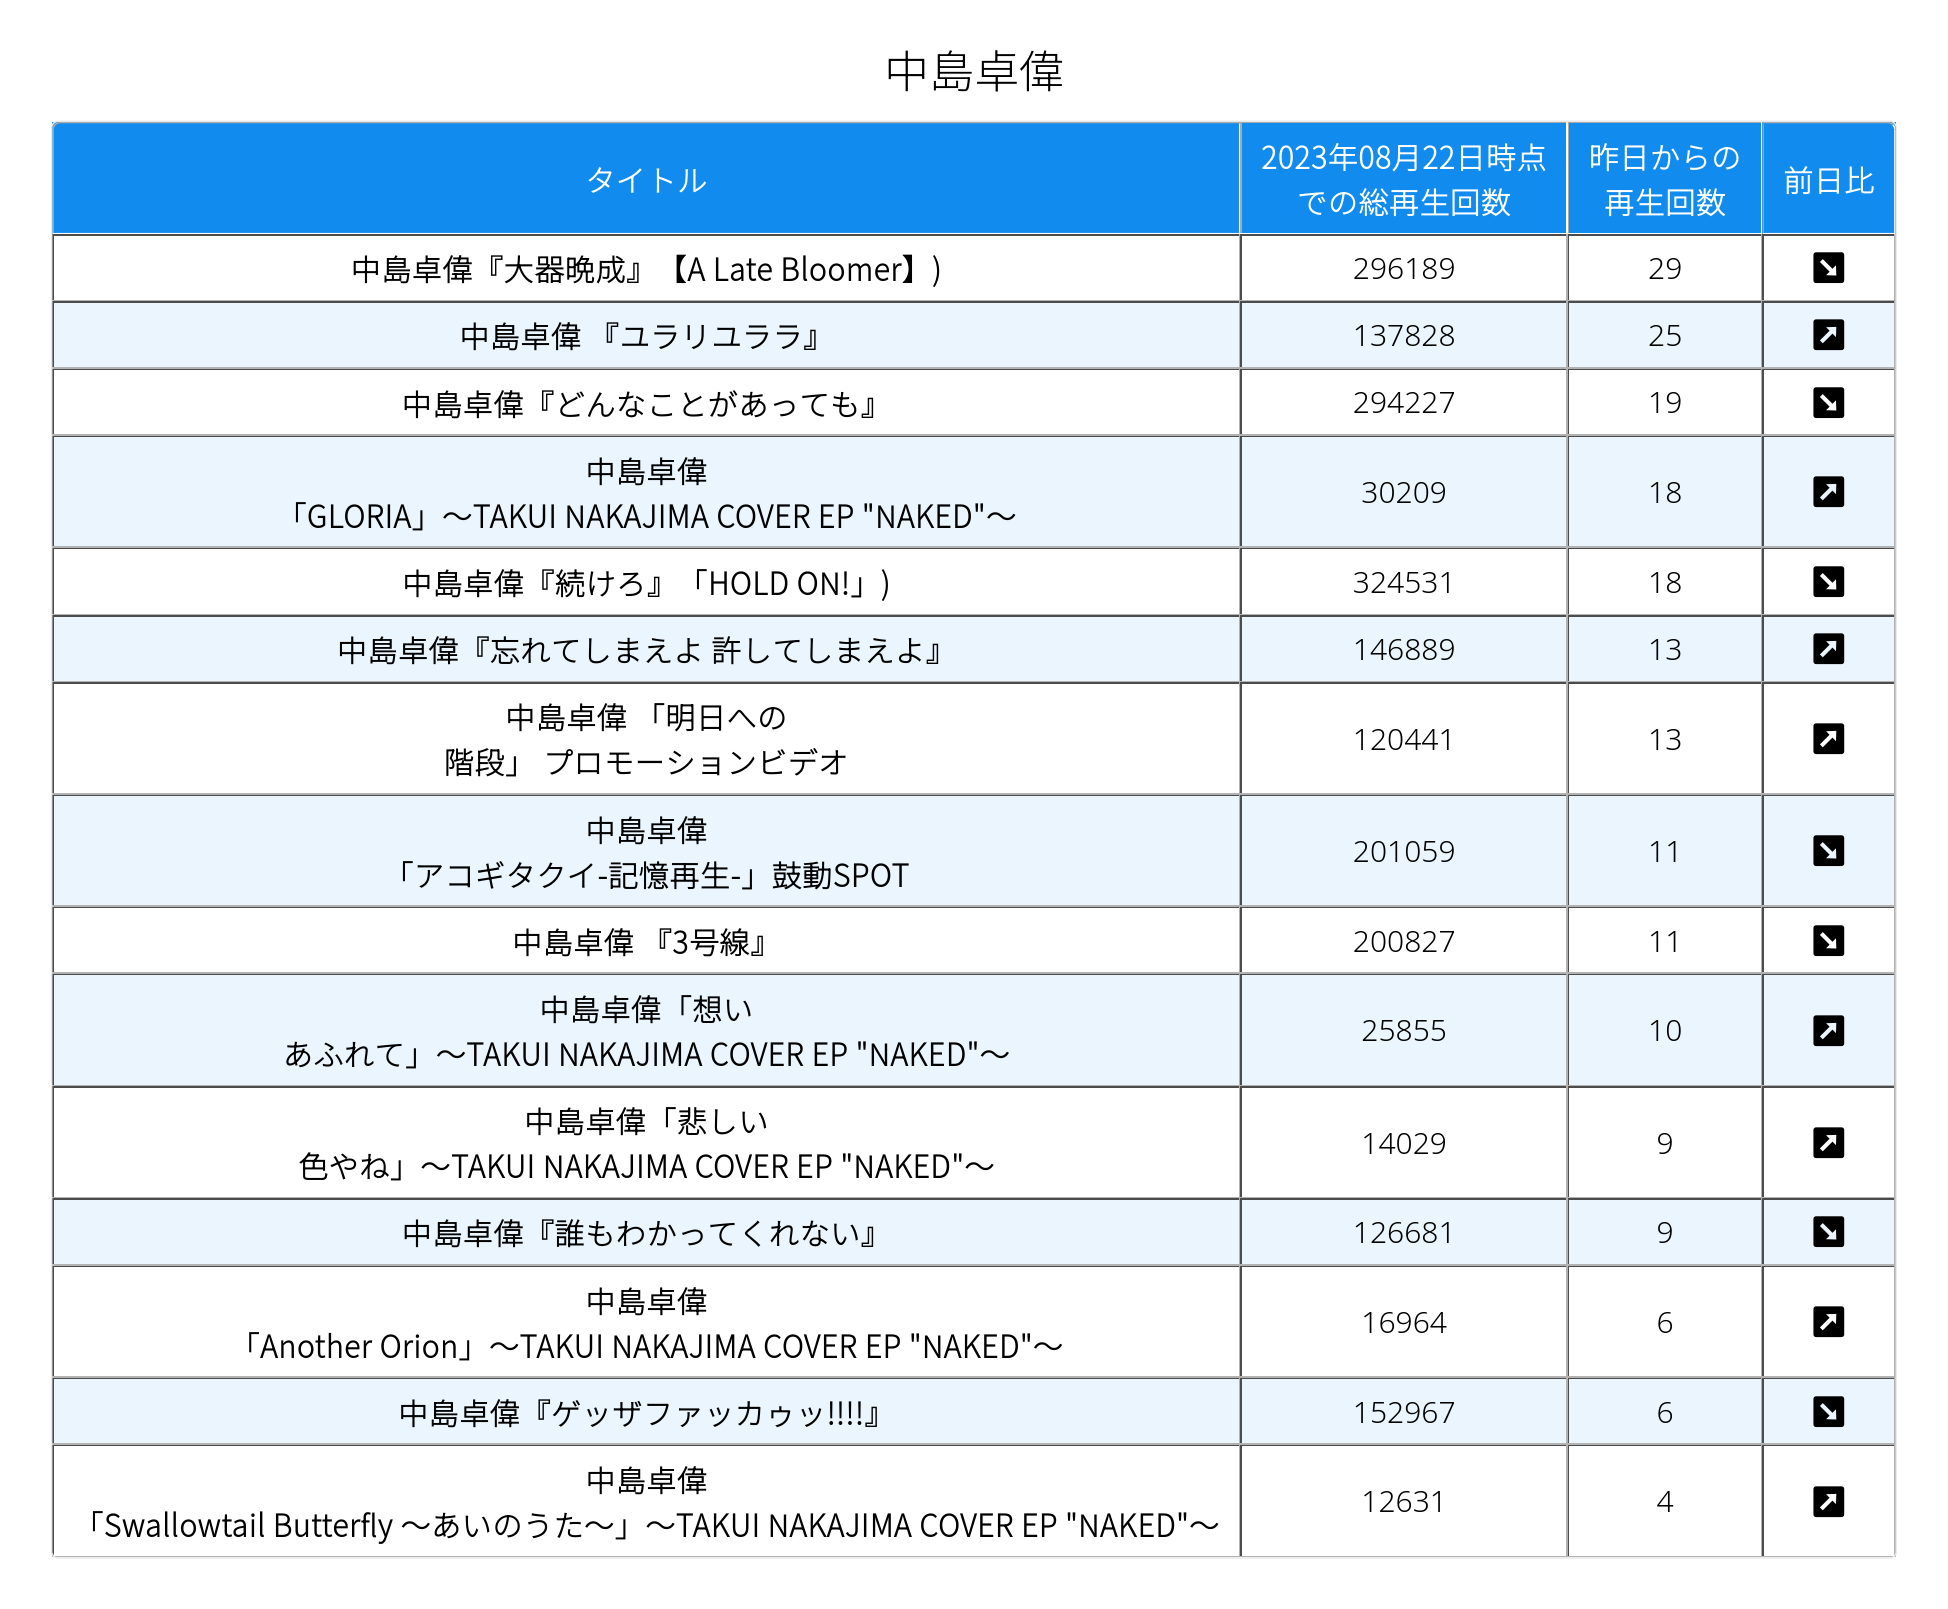 中島卓偉
タイトル
2023年08月22日時点
での総再生回数
昨日からの
再生回数
前日比
中島卓偉『大器晩成』【A Late Bloomer】)
296189
29
中島卓偉 『ユラリユララ』
137828
25
中島卓偉『どんなことがあっても』
294227
19
中島卓偉
「GLORIA」〜TAKUI NAKAJIMA COVER EP "NAKED"〜
30209
18
中島卓偉『続けろ』「HOLD ON!」)
324531
18
中島卓偉『忘れてしまえよ 許してしまえよ』
146889
13
中島卓偉 「明日への
階段」 プロモーションビデオ
120441
13
中島卓偉
「アコギタクイ-記憶再生-」鼓動SPOT
201059
11
中島卓偉 『3号線』
200827
11
中島卓偉「想い
あふれて」〜TAKUI NAKAJIMA COVER EP "NAKED"〜
25855
10
中島卓偉「悲しい
色やね」〜TAKUI NAKAJIMA COVER EP "NAKED"〜
14029
9
中島卓偉『誰もわかってくれない』
126681
9
中島卓偉
「Another Orion」〜TAKUI NAKAJIMA COVER EP "NAKED"〜
16964
6
中島卓偉『ゲッザファッカゥッ!!!!』
152967
6
中島卓偉
「Swallowtail Butterfly 〜あいのうた〜」〜TAKUI NAKAJIMA COVER EP "NAKED"〜
12631
4